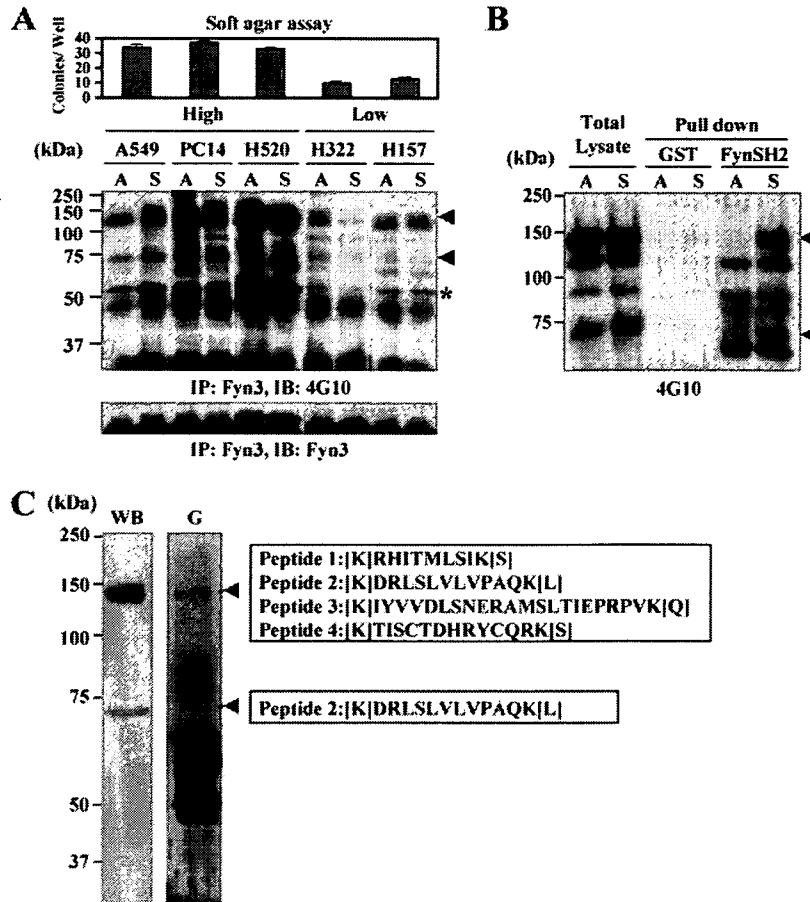 A
Soft agar assay
Colonies/ Well
40
30
20
10
0
High
Low
(kDa)
A549
PC14
H520
H322
H157
A S A S A S A S A S
250
150
100
75
50
37
*
IP: Fyn3, IB: 4G10
IP: Fyn3, IB: Fyn3
B
Total
Lysate
Pull down
GST
FynSH2
(kDa)
A S A S A S
250
150
100
75
4G10
C
(kDa)
WB
G
250
150
100
75
50
37
Peptide 1:[K]RHITMLSIK[S]
Peptide 2:[K]DRLSLVLVPAQK[L]
Peptide 3:[K]IYVVDLSNERAMSLTIEPRPVK[Q]
Peptide 4:[K]TISCTDHRYCQRK[S]
Peptide 2:[K]DRLSLVLVPAQK[L]